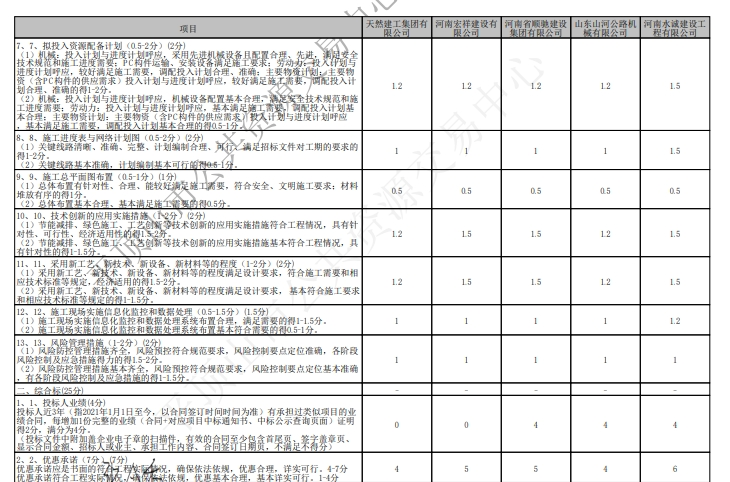 项目 天然建工集团有限公司 河南宏祥建设有限公司 河南省顺驰建设集团有限公司 山东山河公路机械有限公司 河南水诚建设工程有限公司
7、7、拟投入资源配备计划（0.5-2分）(2分)
（1）机械：投入计划与进度计划呼应，采用先进机械设备且配置合理、先进，满足安全
技术规范和施工进度需要；PC构件运输、安装设备满足施工要求；劳动力：投入计划与
进度计划呼应，较好满足施工需要，调配投入计划合理、准确；主要物资计划：主要物
资（含PC构件的供应需求）投入计划与进度计划呼应，较好满足施工需要，调配投入计
划合理、准确的得1-2分。
（2）机械：投入计划与进度计划呼应，机械设备配置基本合理，满足安全技术规范和施
工进度需要；劳动力：投入计划与进度计划呼应，基本满足施工需要，调配投入计划基
本合理；主要物资计划：主要物资（含PC构件的供应需求）投入计划与进度计划呼应
，基本满足施工需要，调配投入计划基本合理的得0.5-1分。
1.2 1.2 1.2 1.2 1.5
8、8、施工进度表与网络计划图（0.5-2分）(2分)
（1）关键线路清晰、准确、完整、计划编制合理、可行，满足招标文件对工期的要求的
得1-2分。
（2）关键线路基本准确，计划编制基本可行的得0.5-1分。
1 1 1 1 1.5
9、9、施工总平面图布置（0.5-1分）(1分)
（1）总体布置有针对性、合理、能较好满足施工需要，符合安全、文明施工要求；材料
堆放有序的得1分。
（2）总体布置基本合理、基本满足施工需要的得0.5分。
0.5 0.5 0.5 0.5 0.5
10、10、技术创新的应用实施措施（1-2分）(2分)
（1）节能减排、绿色施工、工艺创新等技术创新的应用实施措施符合工程情况，具有针
对性、可行性、经济适用性的得1.5-2分。
（2）节能减排、绿色施工、工艺创新等技术创新的应用实施措施基本符合工程情况，具
有针对性的得1-1.5分。
1.2 1.5 1.5 1.2 1.5
11、11、采用新工艺、新技术、新设备、新材料等的程度（1-2分）(2分)
（1）采用新工艺、新技术、新设备、新材料等的程度满足设计要求，符合施工需要和相
应技术标准等规定，经济适用的得1.5-2分。
（2）采用新工艺、新技术、新设备、新材料等的程度满足设计要求，基本符合施工要求
和相应技术标准等规定的得1-1.5分。
1.2 1.5 1.5 1.2 1.5
12、12、施工现场实施信息化监控和数据处理（0.5-1.5分）(1.5分)
（1）施工现场实施信息化监控和数据处理系统布置合理，满足需要的得1-1.5分。
（2）施工现场实施信息化监控和数据处理系统布置基本符合需要的得0.5-1分。
1 1 1 1 1.2
13、13、风险管理措施（1-2分）(2分)
（1）风险防控管理措施齐全，风险预控符合规范要求，风险控制要点定位准确，各阶段
风险控制及应急措施得力的得1.5-2分。
（2）风险防控管理措施基本齐全，风险预控符合规范要求，风险控制要点定位基本准确
，有各阶段风险控制及应急措施的得1-1.5分。
1 1 1 1 1
二、综合标(25分) - - - - -
1、1、投标人业绩(4分)
投标人近3年（指2021年1月1日至今，以合同签订时间时间为准）有承担过类似项目的业
绩合同，每增加1份完整的业绩（合同+对应项目中标通知书、中标公示查询页面）证明
得2分，满分为4分。
（投标文件中附加盖企业电子章的扫描件，有效的合同至少包含首尾页、签字盖章页、
显示合同金额、招标人或业主、承担工作内容、合同签订日期页，不满足不得分）
0 0 4 4 4
2、2、优惠承诺（7分）(7分)
优惠承诺应是书面的符合工程实际情况，确保依法依规，优惠合理，详实可行。4-7分
优惠承诺符合工程实际情况，确保依法依规，优惠基本合理，基本详实可行。1-4分
4 5 5 4 6